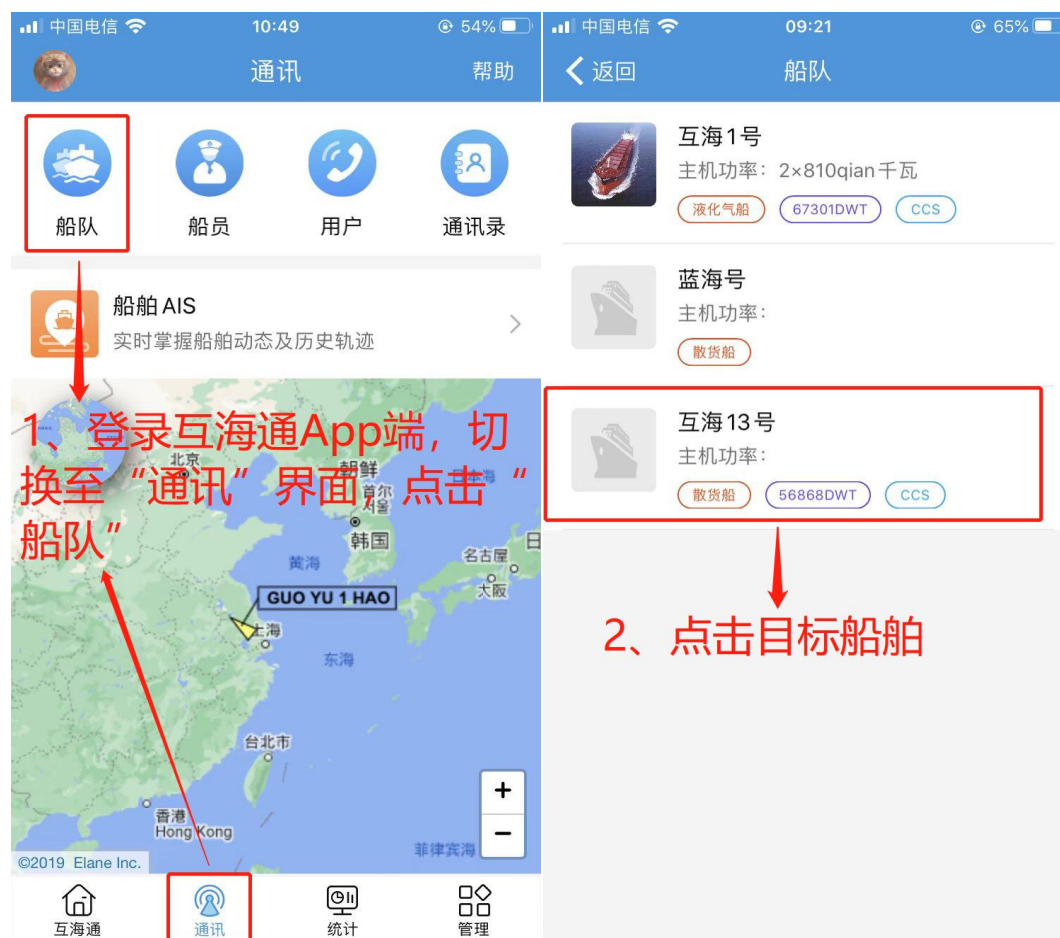 中国电信 10:49 54%
通讯 帮助
船队 船员 用户 通讯录
船舶AIS
实时掌握船舶动态及历史轨迹
1、登录互海通App端，切
换至“通讯”界面，点击“
船队”
北京
朝鲜
日本海
首尔
서울
韩国
日
名古屋
大阪
黄海
GUO YU 1 HAO
上海
东海
台北市
香港
Hong Kong
菲律宾海
+
−
©2019 Elane Inc.
互海通 通讯 统计 管理
中国电信 09:21 65%
返回 船队
互海1号
主机功率：2×810qian千瓦
液化气船 67301DWT CCS
蓝海号
主机功率：
散货船
互海13号
主机功率：
散货船 56868DWT CCS
2、点击目标船舶